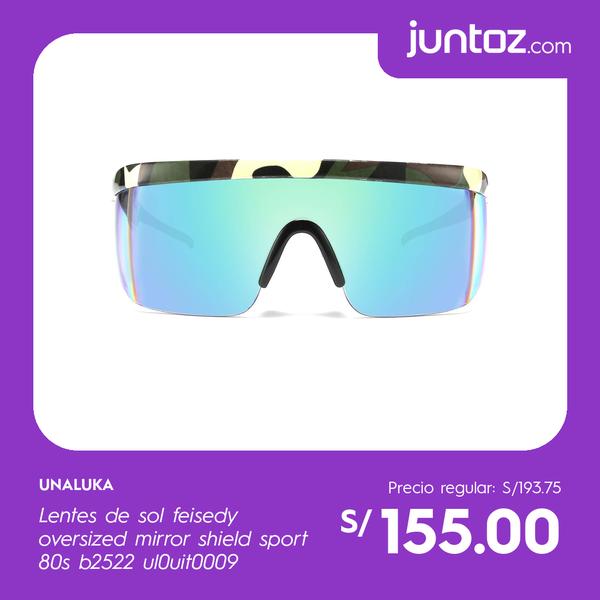 juntoz.com
UNALUKA
Lentes de sol feisedy
oversized mirror shield sport
80s b2522 ul0uit0009
Precio regular: S/193.75
S/155.00